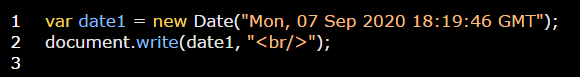 1 var date1 = new Date("Mon, 07 Sep 2020 18:19:46 GMT");
2 document.write(date1, "<br/>");
3